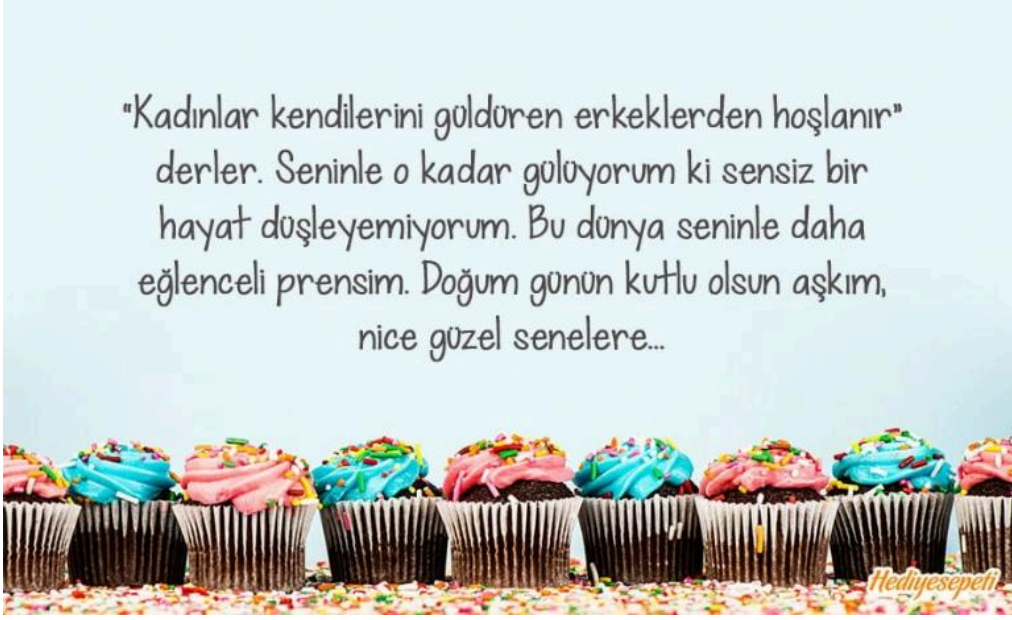 "Kadınlar kendilerini güldüren erkeklerden hoşlanır"
derler. Seninle o kadar gülüyorum ki sensiz bir
hayat düşleyemiyorum. Bu dünya seninle daha
eğlenceli prensim. Doğum günün kutlu olsun aşkım,
nice güzel senelere...
Hediyesepeti